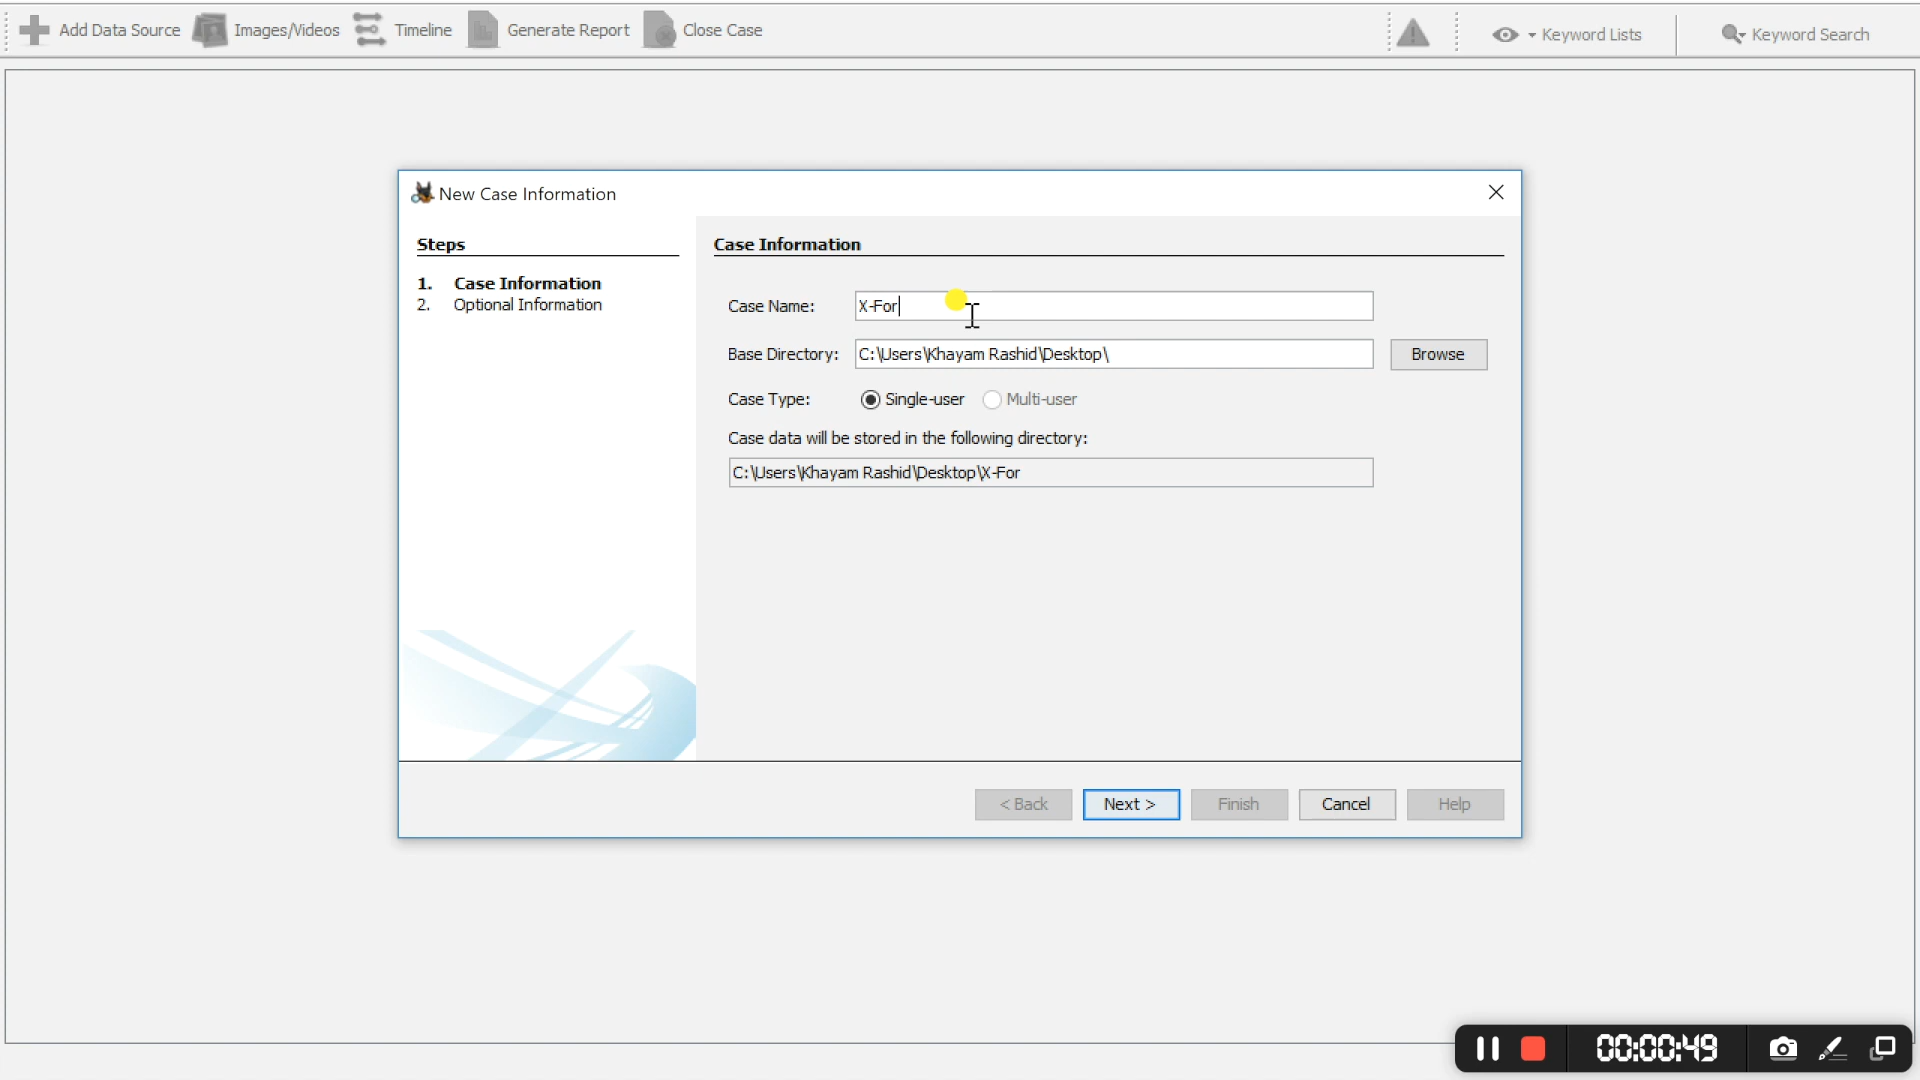 Add Data Source Images/Videos Timeline Generate Report Close Case Keyword Lists Keyword Search
New Case Information
Steps
1. Case Information
2. Optional Information
Case Information
Case Name: X-For
Base Directory: C:\Users\Khayam Rashid\Desktop\ Browse
Case Type: Single-user Multi-user
Case data will be stored in the following directory:
C:\Users\Khayam Rashid\Desktop\X-For
< Back Next > Finish Cancel Help
00:00:49